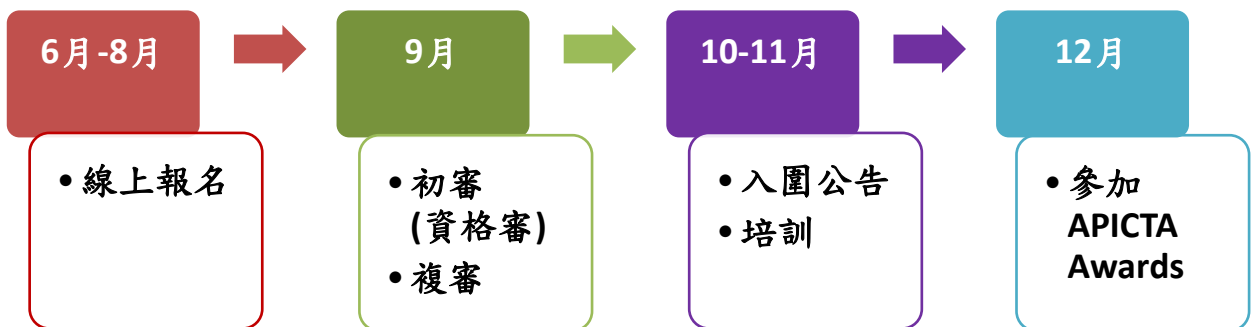 6月-8月
• 線上報名
9月
• 初審
(資格審)
• 複審
10-11月
• 入圍公告
• 培訓
12月
• 參加
APICTA
Awards